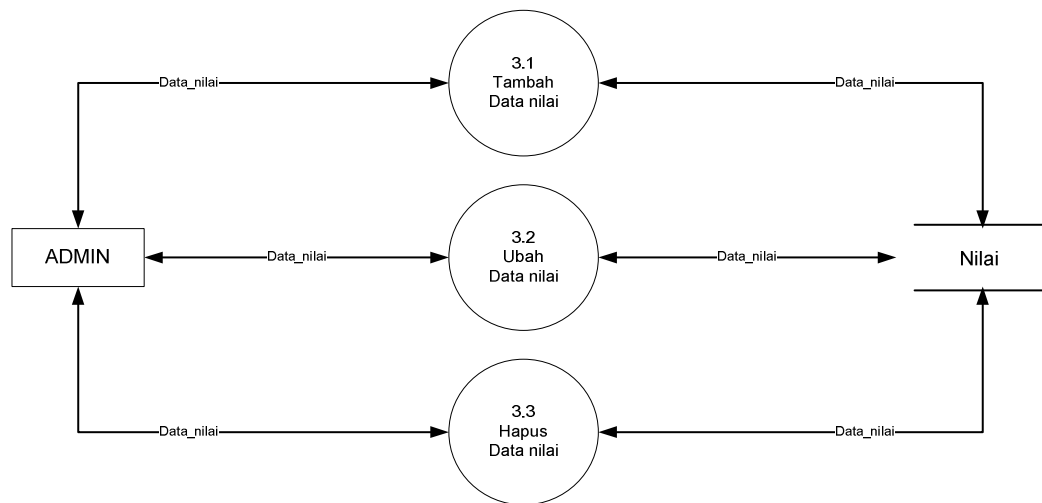 3.1
Tambah
Data nilai
Data_nilai
Data_nilai
ADMIN
Data_nilai
3.2
Ubah
Data nilai
Data_nilai
Nilai
3.3
Hapus
Data nilai
Data_nilai
Data_nilai